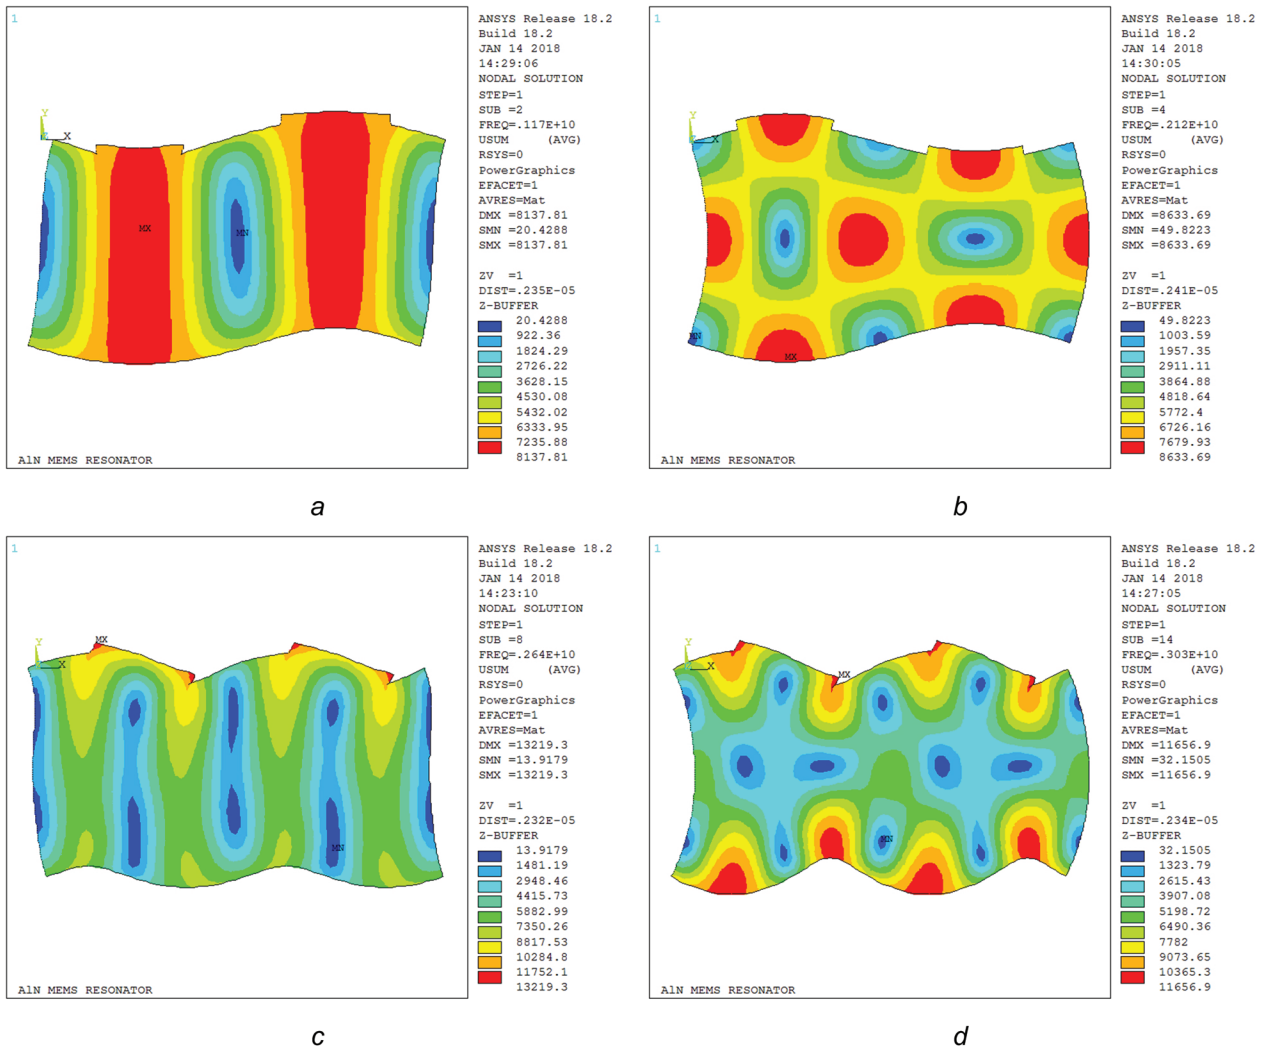 1
ANSYS Release 18.2
Build 18.2
JAN 14 2018
14:29:06
NODAL SOLUTION
STEP=1
SUB =2
FREQ=.117E+10
USUM (AVG)
RSYS=0
PowerGraphics
EFACET=1
AVRES=Mat
DMX =8137.81
SMN =20.4288
SMX =8137.81
ZV =1
DIST=.235E-05
Z-BUFFER
20.4288
922.36
1824.29
2726.22
3628.15
4530.08
5432.02
6333.95
7235.88
8137.81
Y
Z X
MX
MN
AlN MEMS RESONATOR
a
1
ANSYS Release 18.2
Build 18.2
JAN 14 2018
14:30:05
NODAL SOLUTION
STEP=1
SUB =4
FREQ=.212E+10
USUM (AVG)
RSYS=0
PowerGraphics
EFACET=1
AVRES=Mat
DMX =8633.69
SMN =49.8223
SMX =8633.69
ZV =1
DIST=.241E-05
Z-BUFFER
49.8223
1003.59
1957.35
2911.11
3864.88
4818.64
5772.4
6726.16
7679.93
8633.69
Y
Z X
MN
MX
AlN MEMS RESONATOR
b
1
ANSYS Release 18.2
Build 18.2
JAN 14 2018
14:23:10
NODAL SOLUTION
STEP=1
SUB =8
FREQ=.264E+10
USUM (AVG)
RSYS=0
PowerGraphics
EFACET=1
AVRES=Mat
DMX =13219.3
SMN =13.9179
SMX =13219.3
ZV =1
DIST=.232E-05
Z-BUFFER
13.9179
1481.19
2948.46
4415.73
5882.99
7350.26
8817.53
10284.8
11752.1
13219.3
MX
Y
Z X
MN
AlN MEMS RESONATOR
c
1
ANSYS Release 18.2
Build 18.2
JAN 14 2018
14:27:05
NODAL SOLUTION
STEP=1
SUB =14
FREQ=.303E+10
USUM (AVG)
RSYS=0
PowerGraphics
EFACET=1
AVRES=Mat
DMX =11656.9
SMN =32.1505
SMX =11656.9
ZV =1
DIST=.234E-05
Z-BUFFER
32.1505
1323.79
2615.43
3907.08
5198.72
6490.36
7782
9073.65
10365.3
11656.9
Y
Z X
MX
MN
AlN MEMS RESONATOR
d